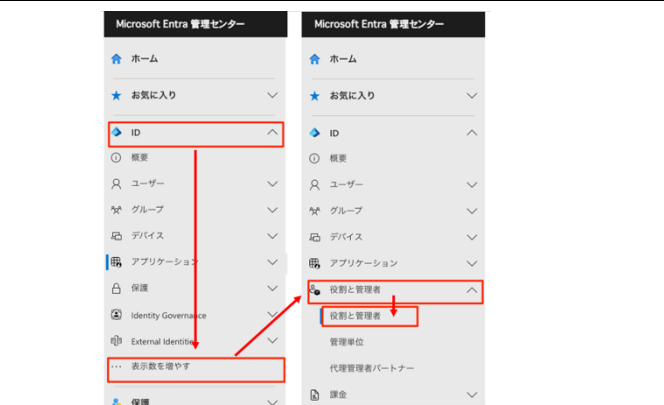 Microsoft Entra 管理センター
ホーム
お気に入り
ID
概要
ユーザー
グループ
デバイス
アプリケーション
保護
Identity Governance
External Identities
表示数を増やす
保護
Microsoft Entra 管理センター
ホーム
お気に入り
ID
概要
ユーザー
グループ
デバイス
アプリケーション
役割と管理者
役割と管理者
管理単位
代理管理者パートナー
課金